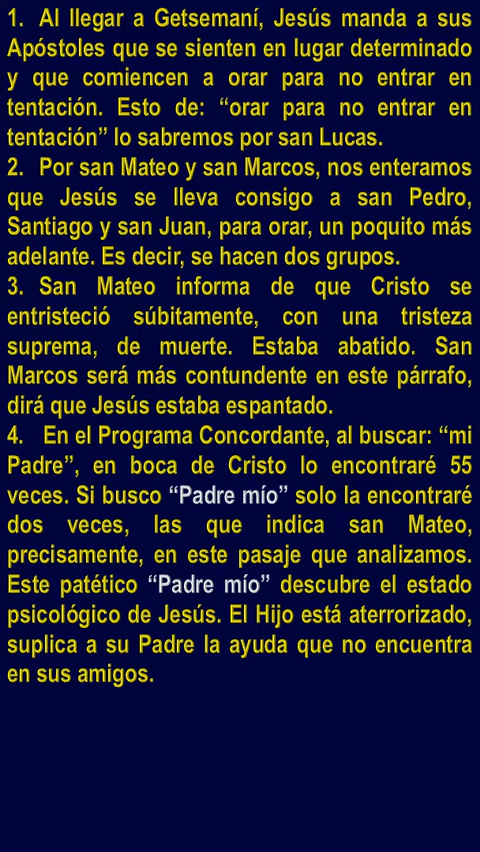 1. Al llegar a Getsemaní, Jesús manda a sus
Apóstoles que se sienten en lugar determinado
y que comiencen a orar para no entrar en
tentación. Esto de: “orar para no entrar en
tentación” lo sabremos por san Lucas.
2. Por san Mateo y san Marcos, nos enteramos
que Jesús se lleva consigo a san Pedro,
Santiago y san Juan, para orar, un poquito más
adelante. Es decir, se hacen dos grupos.
3. San Mateo informa de que Cristo se
entristeció súbitamente, con una tristeza
suprema, de muerte. Estaba abatido. San
Marcos será más contundente en este párrafo,
dirá que Jesús estaba espantado.
4. En el Programa Concordante, al buscar: “mi
Padre”, en boca de Cristo lo encontraré 55
veces. Si busco “Padre mío” solo la encontraré
dos veces, las que indica san Mateo,
precisamente, en este pasaje que analizamos.
Este patético “Padre mío” descubre el estado
psicológico de Jesús. El Hijo está aterrorizado,
suplica a su Padre la ayuda que no encuentra
en sus amigos.